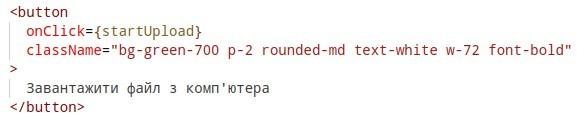 <button
onClick={startUpload}
className="bg-green-700 p-2 rounded-md text-white w-72 font-bold"
>
Завантажити файл з комп'ютера
</button>